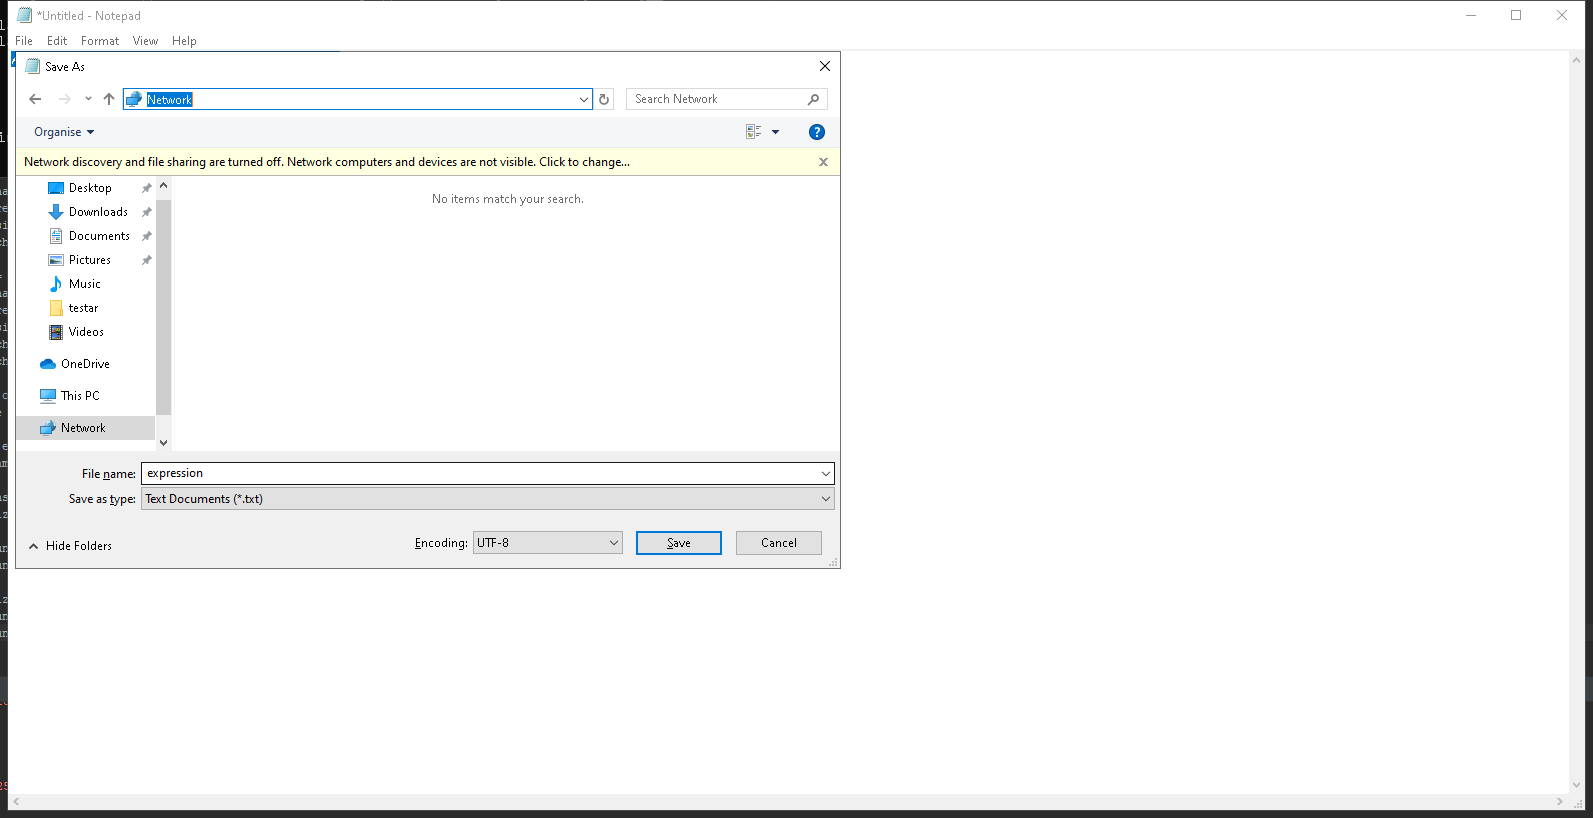 *Untitled - Notepad
File Edit Format View Help
Save As
Network
Search Network
Organise
Network discovery and file sharing are turned off. Network computers and devices are not visible. Click to change...
No items match your search.
Desktop
Downloads
Documents
Pictures
Music
testar
Videos
OneDrive
This PC
Network
File name: expression
Save as type: Text Documents (*.txt)
Hide Folders
Encoding: UTF-8
Save
Cancel